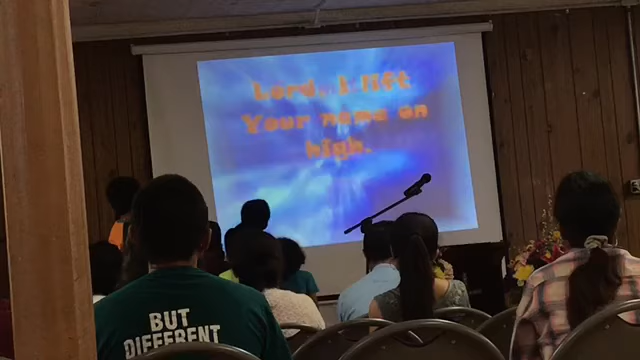 Lord, I lift
Your name on
high.
BUT
DIFFERENT